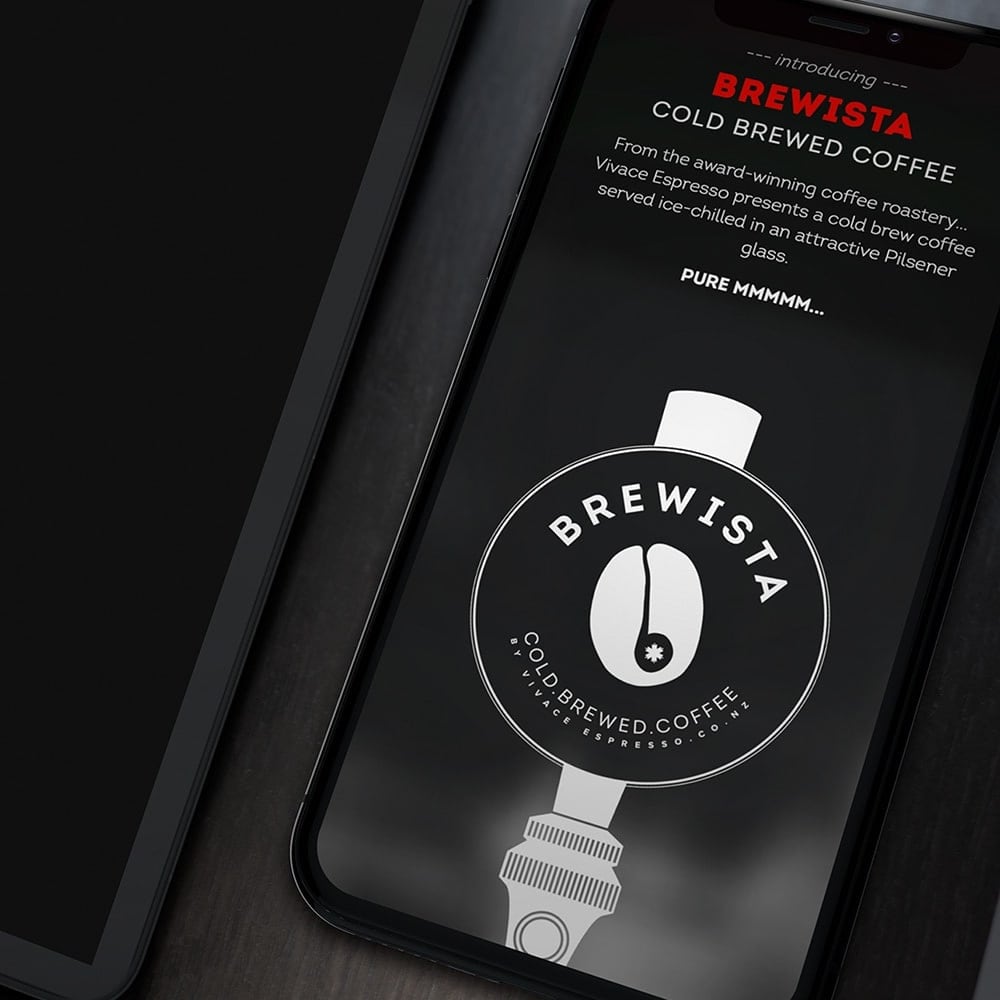 --- introducing ---
BREWISTA
COLD BREWED COFFEE
From the award-winning coffee roastery...
Vivace Espresso presents a cold brew coffee
served ice-chilled in an attractive Pilsener
glass.
PURE MMMMM...
BREWISTA
COLD.BREWED.COFFEE
BY VIVACE ESPRESSO.CO.NZ